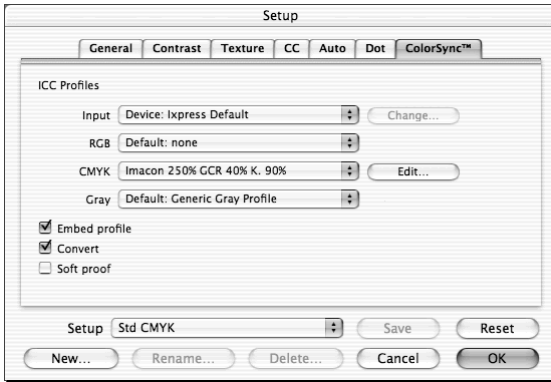 Setup
General Contrast Texture CC Auto Dot ColorSync™
ICC Profiles
Input Device: Ixpress Default Change...
RGB Default: none
CMYK Imacon 250% GCR 40% K. 90% Edit...
Gray Default: Generic Gray Profile
Embed profile
Convert
Soft proof
Setup Std CMYK Save Reset
New... Rename... Delete... Cancel OK